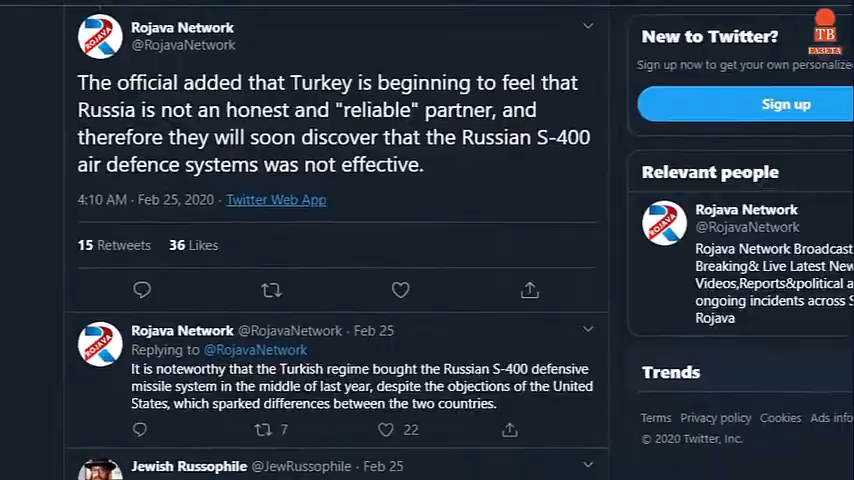 Rojava Network
@RojavaNetwork
The official added that Turkey is beginning to feel that
Russia is not an honest and "reliable" partner, and
therefore they will soon discover that the Russian S-400
air defence systems was not effective.
4:10 AM · Feb 25, 2020 · Twitter Web App
15 Retweets 36 Likes
Rojava Network @RojavaNetwork · Feb 25
Replying to @RojavaNetwork
It is noteworthy that the Turkish regime bought the Russian S-400 defensive
missile system in the middle of last year, despite the objections of the United
States, which sparked differences between the two countries.
7 22
Jewish Russophile @JewRussophile · Feb 25
New to Twitter?
Sign up now to get your own personalize
Sign up
Relevant people
Rojava Network
@RojavaNetwork
Rojava Network Broadcast
Breaking& Live Latest New
Videos,Reports&political a
ongoing incidents across S
Rojava
Trends
Terms Privacy policy Cookies Ads info
© 2020 Twitter, Inc.
ТВ
ГАЗЕТА
ROJAVA
ROJAVA
ROJAVA